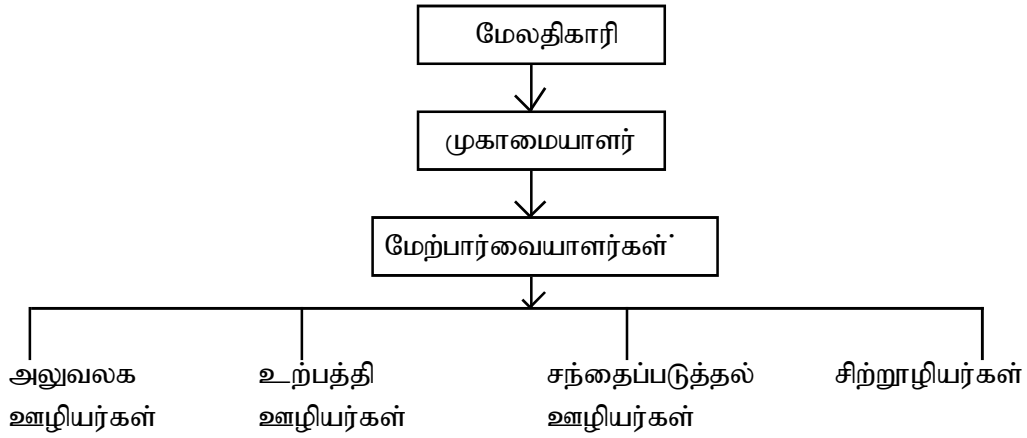 மேலதிகாரி
முகாமையாளர்
மேற்பார்வையாளர்கள்
அலுவலக
ஊழியர்கள்
உற்பத்தி
ஊழியர்கள்
சந்தைப்படுத்தல்
ஊழியர்கள்
சிற்றூழியர்கள்